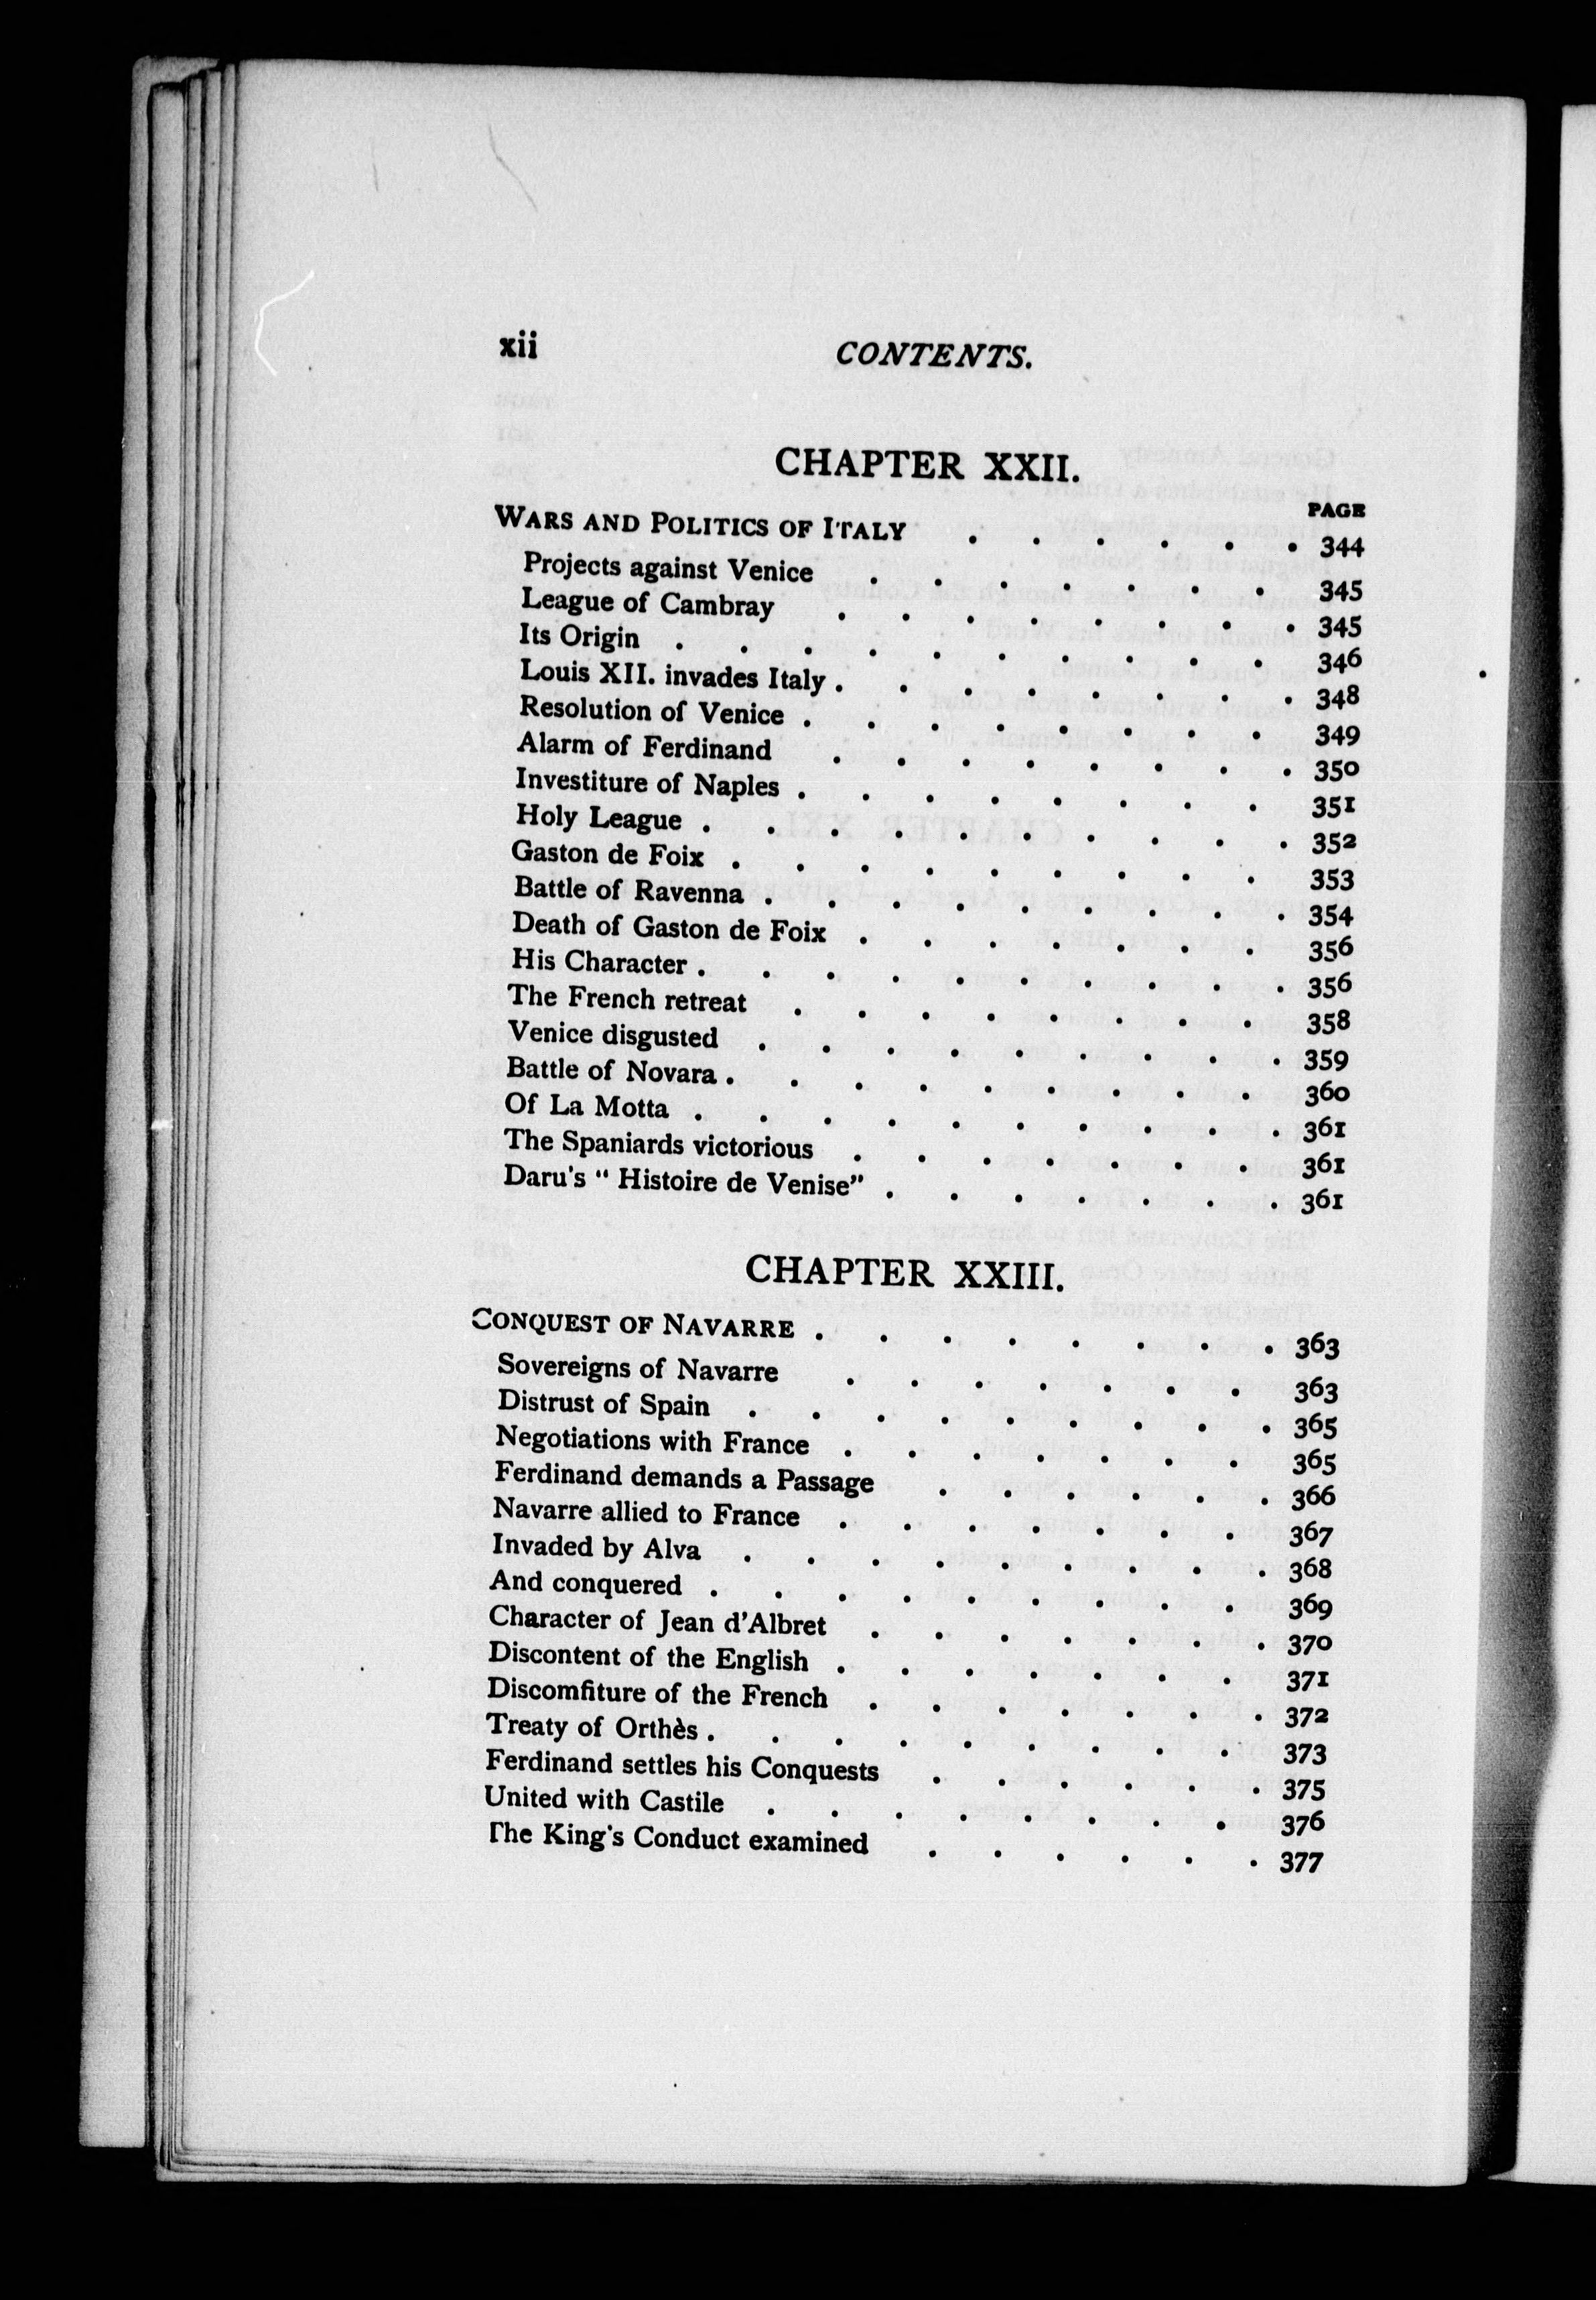 xii
CONTENTS.
CHAPTER XXII.
PAGE
WARS AND POLITICS OF ITALY . . . . . . 344
Projects against Venice . . . . . . . 345
League of Cambray . . . . . . . . 345
Its Origin . . . . . . . . . . 346
Louis XII. invades Italy . . . . . . . . 348
Resolution of Venice . . . . . . . . 349
Alarm of Ferdinand . . . . . . . . 350
Investiture of Naples . . . . . . . . 351
Holy League . . . . . . . . . . 352
Gaston de Foix . . . . . . . . . 353
Battle of Ravenna . . . . . . . . . 354
Death of Gaston de Foix . . . . . . . 356
His Character . . . . . . . . . . 356
The French retreat . . . . . . . . 358
Venice disgusted . . . . . . . . . 359
Battle of Novara . . . . . . . . . 360
Of La Motta . . . . . . . . . . 361
The Spaniards victorious . . . . . . . 361
Daru's " Histoire de Venise" . . . . . . . 361
CHAPTER XXIII.
CONQUEST OF NAVARRE . . . . . . . . 363
Sovereigns of Navarre . . . . . . . 363
Distrust of Spain . . . . . . . . . 365
Negotiations with France . . . . . . . 365
Ferdinand demands a Passage . . . . . . 366
Navarre allied to France . . . . . . . 367
Invaded by Alva . . . . . . . . . 368
And conquered . . . . . . . . . 369
Character of Jean d'Albret . . . . . . . 370
Discontent of the English . . . . . . . 371
Discomfiture of the French . . . . . . . 372
Treaty of Orthès . . . . . . . . . 373
Ferdinand settles his Conquests . . . . . . 375
United with Castile . . . . . . . . 376
The King's Conduct examined . . . . . . 377